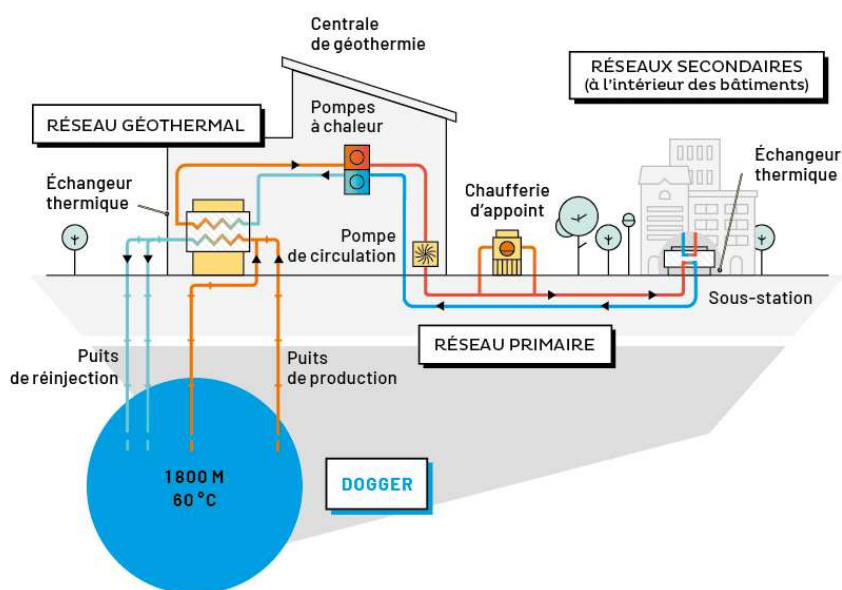 Centrale
de géothermie
RÉSEAUX SECONDAIRES
(à l'intérieur des bâtiments)
RÉSEAU GÉOTHERMAL
Pompes
à chaleur
Échangeur
thermique
Chaufferie
d'appoint
Échangeur
thermique
Pompe
de circulation
Sous-station
RÉSEAU PRIMAIRE
Puits
de réinjection
Puits
de production
1800 M
60 °C
DOGGER